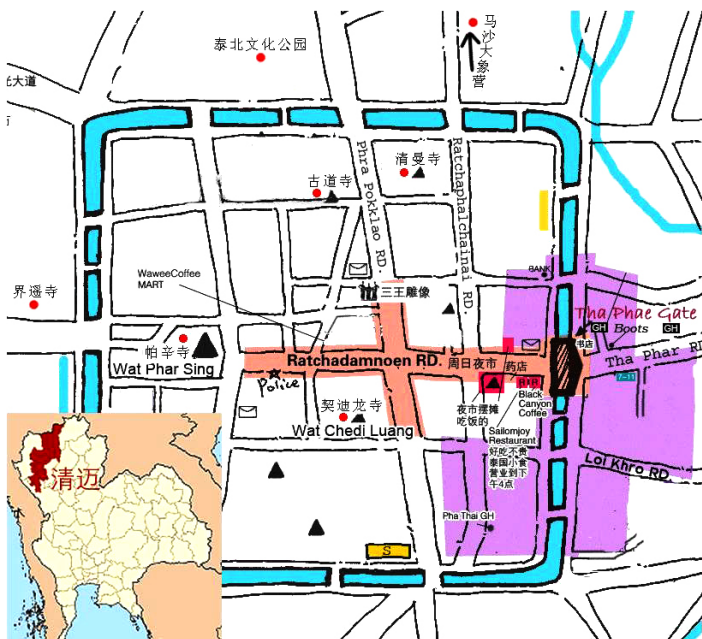 泰北文化公园
马沙大象营
光大道
Phra Pokklao RD.
Ratchaphalchainai RD.
清曼寺
古道寺
WaweeCoffee
MART
三王雕像
BANK
界遥寺
帕辛寺
Wat Phar Sing
Ratchadamnoen RD.
周日夜市
药店
书店
Tha Phae Gate
GH
Boots
GH
Tha Phar RD
7-11
Police
契迪龙寺
Wat Chedi Luang
夜市摆摊
吃饭的
Black
Canyon
Coffee
Sailomjoy
Restaurant
好吃不贵
泰国小食
营业到下
午4点
Loi Khro RD.
Pha Thai GH
S
清迈